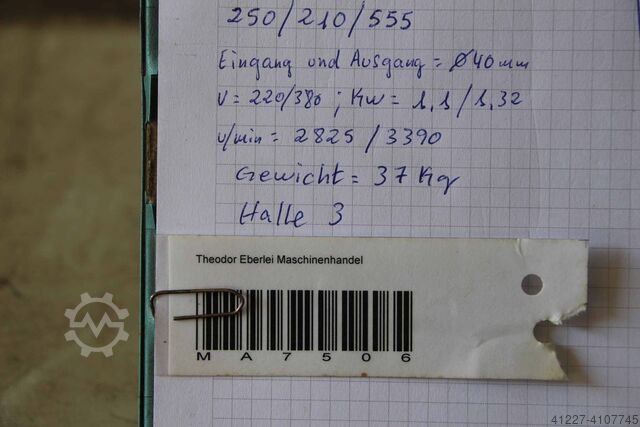 250/210/555
Eingang und Ausgang = Ø40mm
V = 220/380 ; Kw = 1,1/1,32
u/min = 2825/3390
Gewicht = 37 Kg
Halle 3
Theodor Eberlei Maschinenhandel
MA7506
41227-4107745